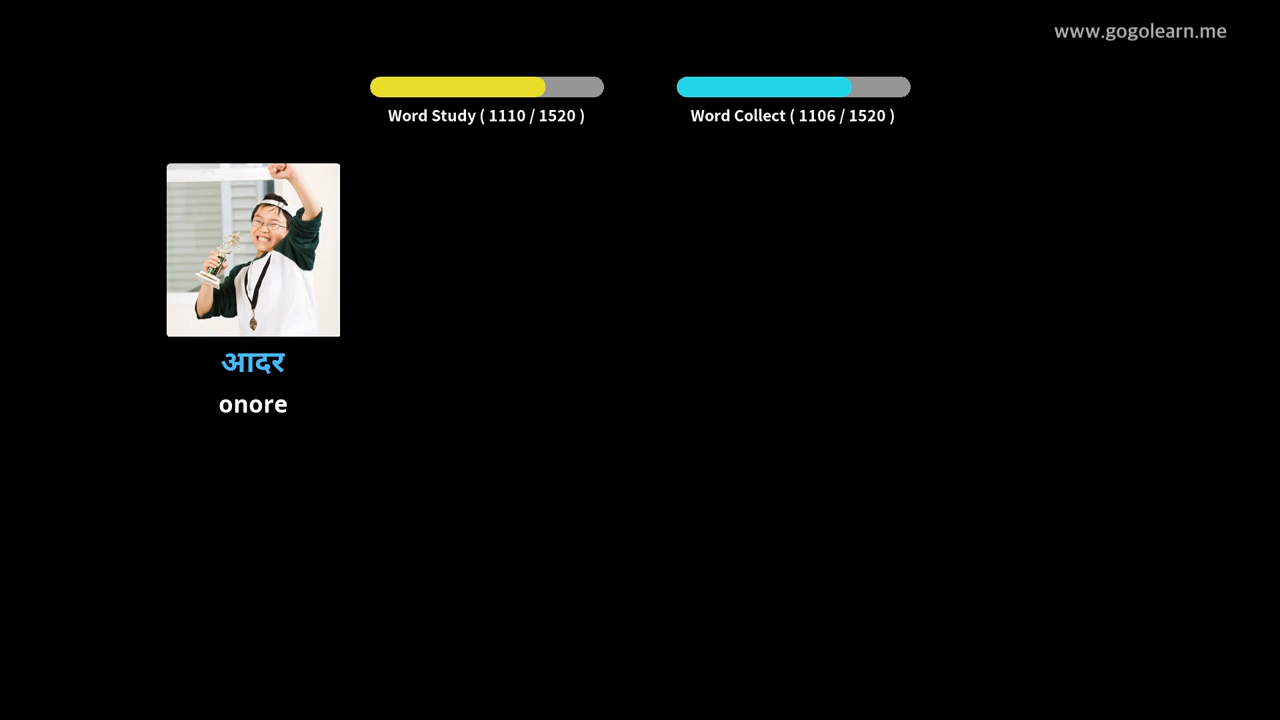 www.gogolearn.me
Word Study ( 1110 / 1520 )
Word Collect ( 1106 / 1520 )
आदर
onore